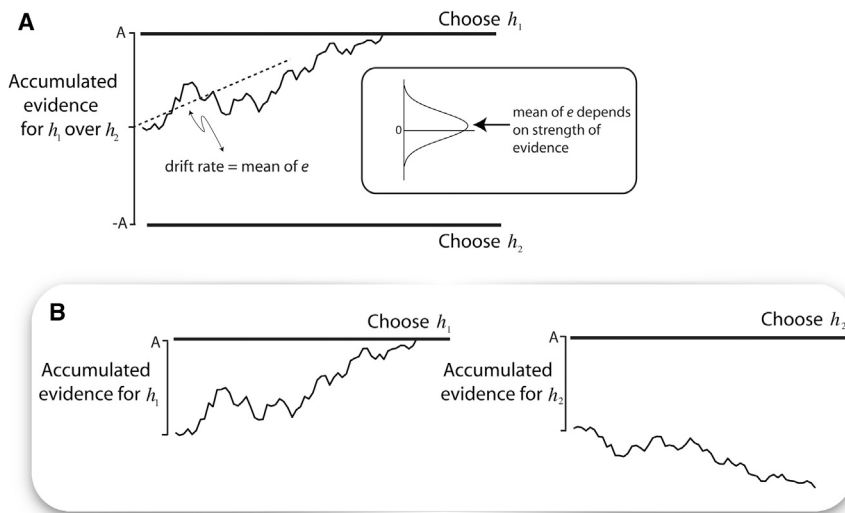 A
Choose h₁
A
Accumulated
evidence
for h₁ over h₂
drift rate = mean of e
0
mean of e depends
on strength of
evidence
-A
Choose h₂
B
Choose h₁
A
Accumulated
evidence for h₁
Choose h₂
A
Accumulated
evidence for h₂